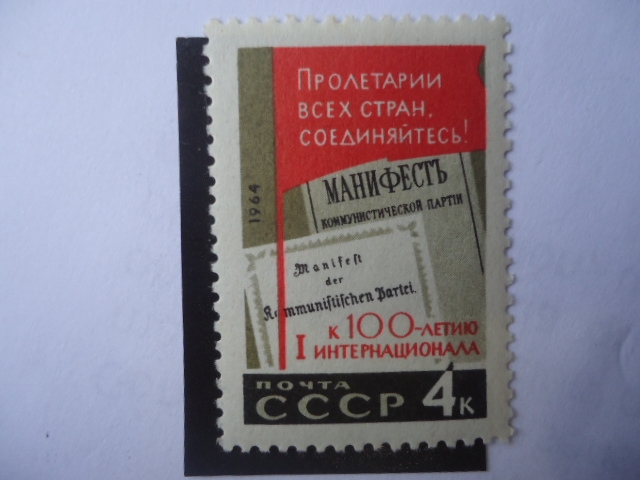 ПРОЛЕТАРИИ
ВСЕХ СТРАН,
СОЕДИНЯЙТЕСЬ!
1964
МАНИФЕСТЪ
КОММУНИСТИЧЕСКОЙ ПАРТІИ
Manifest
der
Kommunistischen Partei.
К 100-ЛЕТИЮ
I ИНТЕРНАЦИОНАЛА
ПОЧТА
СССР 4К